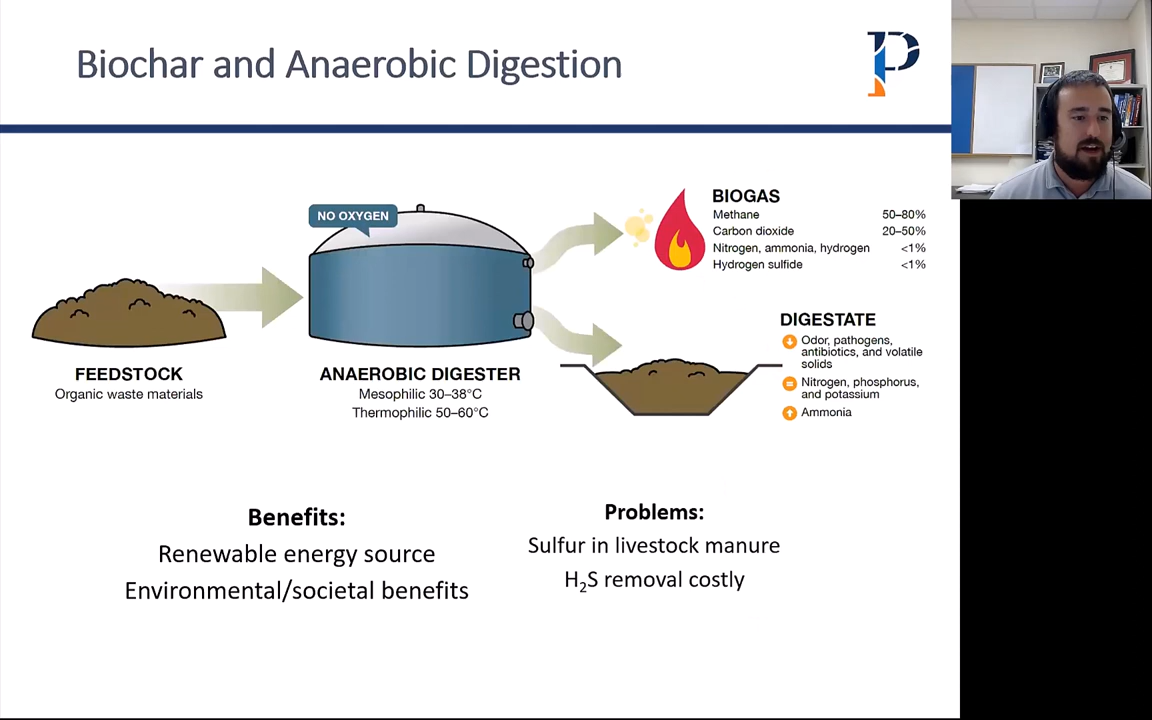 Biochar and Anaerobic Digestion
P
NO OXYGEN
BIOGAS
Methane 50–80%
Carbon dioxide 20–50%
Nitrogen, ammonia, hydrogen <1%
Hydrogen sulfide <1%
FEEDSTOCK
Organic waste materials
ANAEROBIC DIGESTER
Mesophilic 30–38°C
Thermophilic 50–60°C
DIGESTATE
Odor, pathogens,
antibiotics, and volatile
solids
Nitrogen, phosphorus,
and potassium
Ammonia
Benefits:
Renewable energy source
Environmental/societal benefits
Problems:
Sulfur in livestock manure
H₂S removal costly